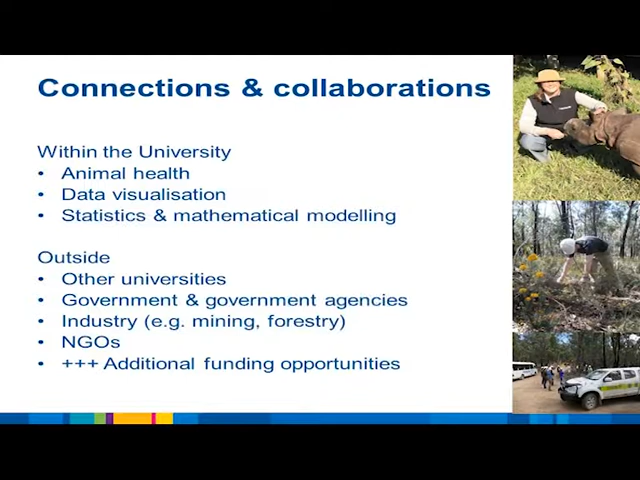 Connections & collaborations
Within the University
• Animal health
• Data visualisation
• Statistics & mathematical modelling
Outside
• Other universities
• Government & government agencies
• Industry (e.g. mining, forestry)
• NGOs
• +++ Additional funding opportunities